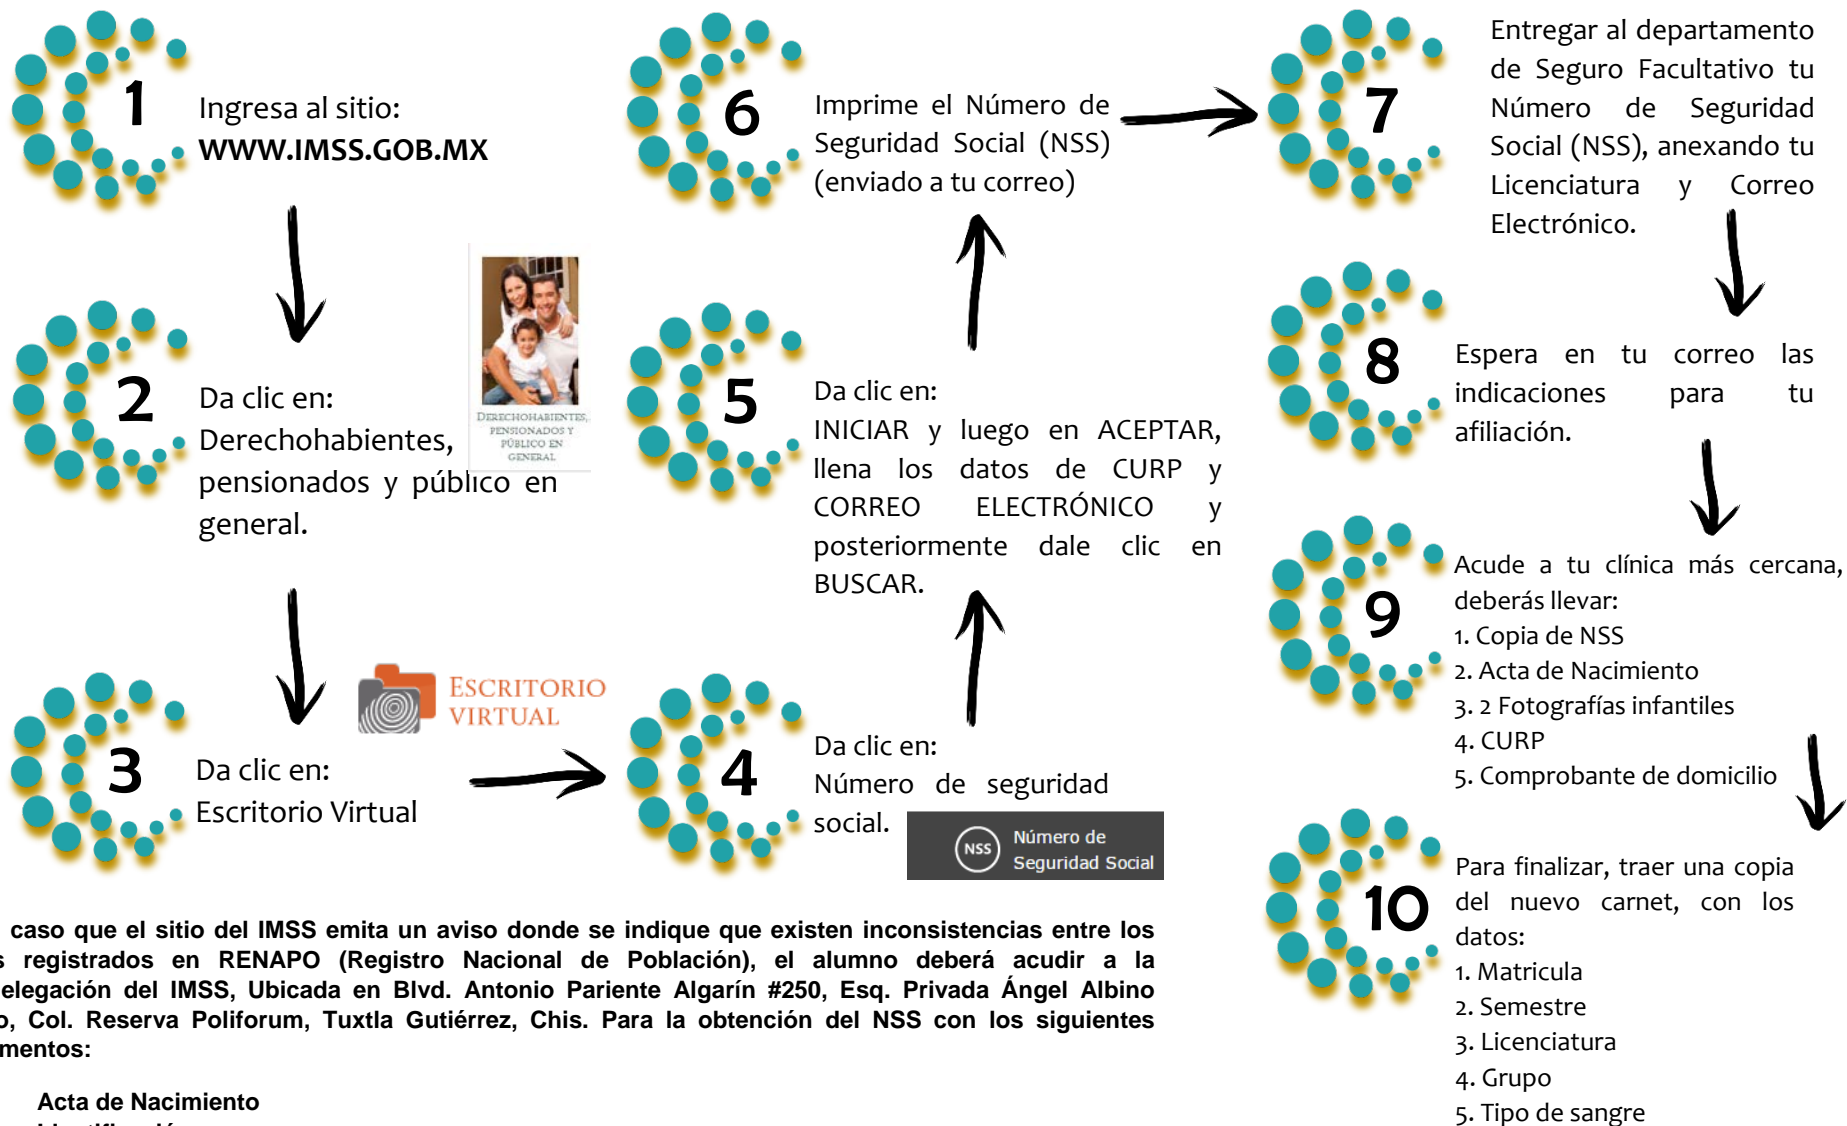 1
Ingresa al sitio:
WWW.IMSS.GOB.MX
2
Da clic en:
Derechohabientes,
pensionados y público en
general.
DERECHOHABIENTES,
PENSIONADOS Y
PÚBLICO EN
GENERAL
3
Da clic en:
Escritorio Virtual
ESCRITORIO
VIRTUAL
4
Da clic en:
Número de seguridad
social.
NSS
Número de
Seguridad Social
5
Da clic en:
INICIAR y luego en ACEPTAR,
llena los datos de CURP y
CORREO ELECTRÓNICO y
posteriormente dale clic en
BUSCAR.
6
Imprime el Número de
Seguridad Social (NSS)
(enviado a tu correo)
7
Entregar al departamento
de Seguro Facultativo tu
Número de Seguridad
Social (NSS), anexando tu
Licenciatura y Correo
Electrónico.
8
Espera en tu correo las
indicaciones para tu
afiliación.
9
Acude a tu clínica más cercana,
deberás llevar:
1. Copia de NSS
2. Acta de Nacimiento
3. 2 Fotografías infantiles
4. CURP
5. Comprobante de domicilio
10
Para finalizar, traer una copia
del nuevo carnet, con los
datos:
1. Matricula
2. Semestre
3. Licenciatura
4. Grupo
5. Tipo de sangre
caso que el sitio del IMSS emita un aviso donde se indique que existen inconsistencias entre los
s registrados en RENAPO (Registro Nacional de Población), el alumno deberá acudir a la
elegación del IMSS, Ubicada en Blvd. Antonio Pariente Algarín #250, Esq. Privada Ángel Albino
o, Col. Reserva Poliforum, Tuxtla Gutiérrez, Chis. Para la obtención del NSS con los siguientes
mentos:
Acta de Nacimiento